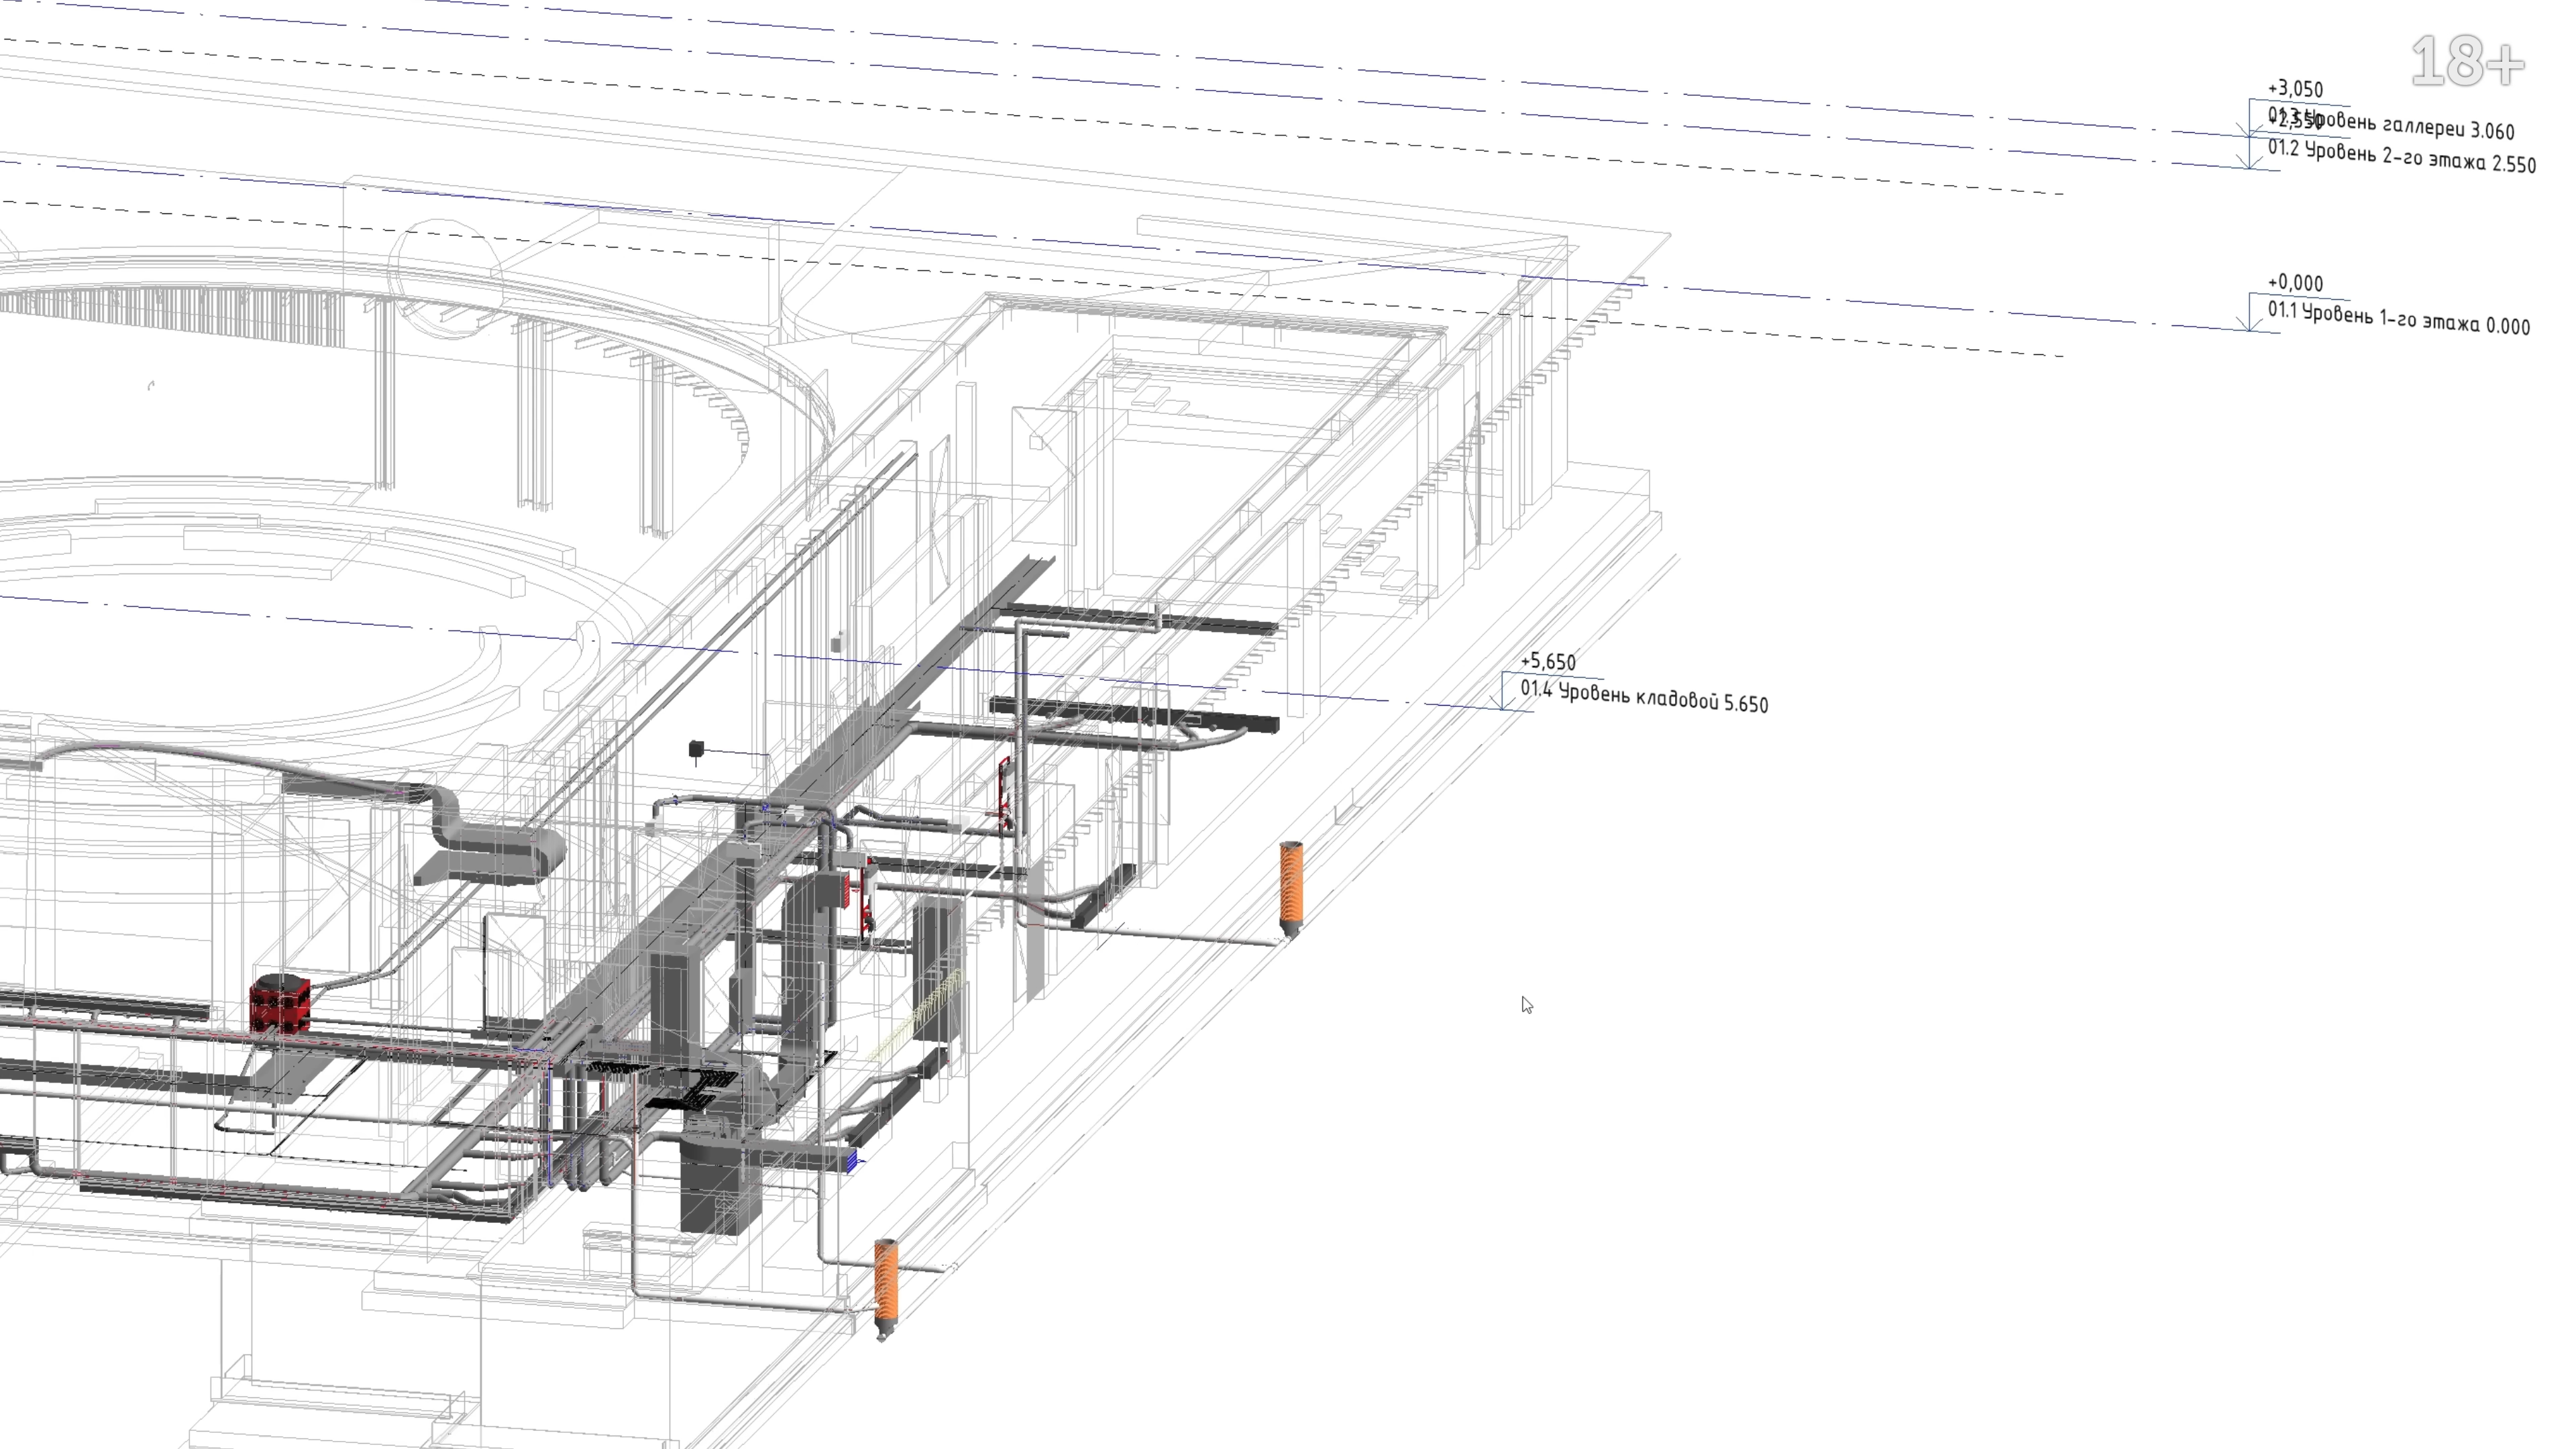 18+
+3,050
01.3 Уровень галлереи 3.060
+2,550
01.2 Уровень 2-го этажа 2.550
+0,000
01.1 Уровень 1-го этажа 0.000
+5,650
01.4 Уровень кладовой 5.650